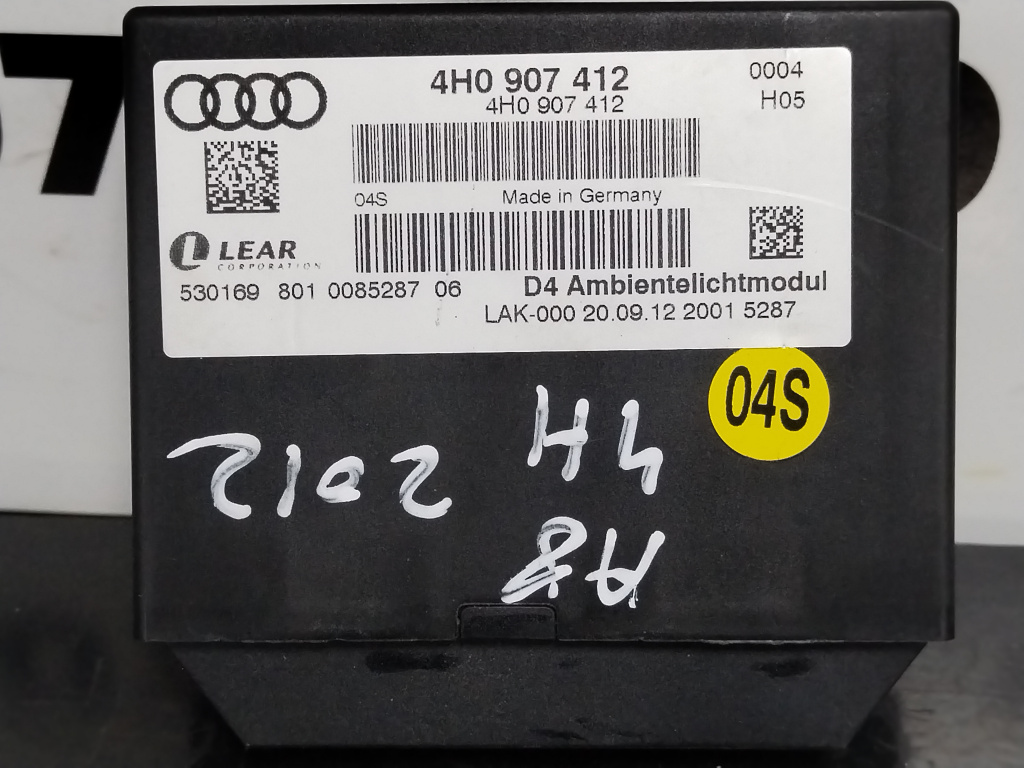 4H0 907 412
4H0 907 412
0004
H05
04S Made in Germany
LEAR
CORPORATION
530169 801 0085287 06
D4 Ambientelichtmodul
LAK-000 20.09.12 2001 5287
04S
4H
A8
2012